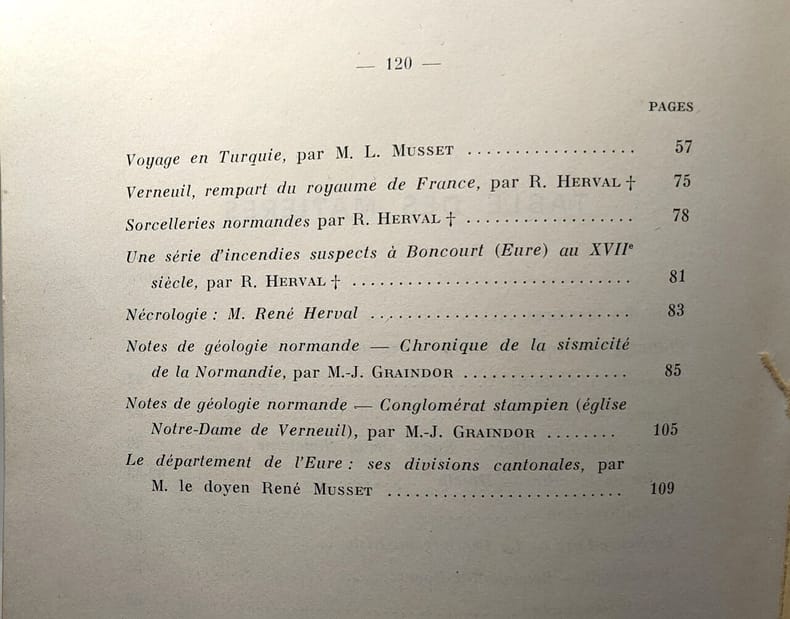 — 120 —
PAGES
Voyage en Turquie, par M. L. MUSSET .................. 57
Verneuil, rempart du royaume de France, par R. HERVAL † 75
Sorcelleries normandes par R. HERVAL † .................. 78
Une série d'incendies suspects à Boncourt (Eure) au XVIIe
siècle, par R. HERVAL † .............................. 81
Nécrologie : M. René Herval ............................ 83
Notes de géologie normande — Chronique de la sismicité
de la Normandie, par M.-J. GRAINDOR .................. 85
Notes de géologie normande — Conglomérat stampien (église
Notre-Dame de Verneuil), par M.-J. GRAINDOR ........ 105
Le département de l'Eure : ses divisions cantonales, par
M. le doyen René MUSSET .......................... 109